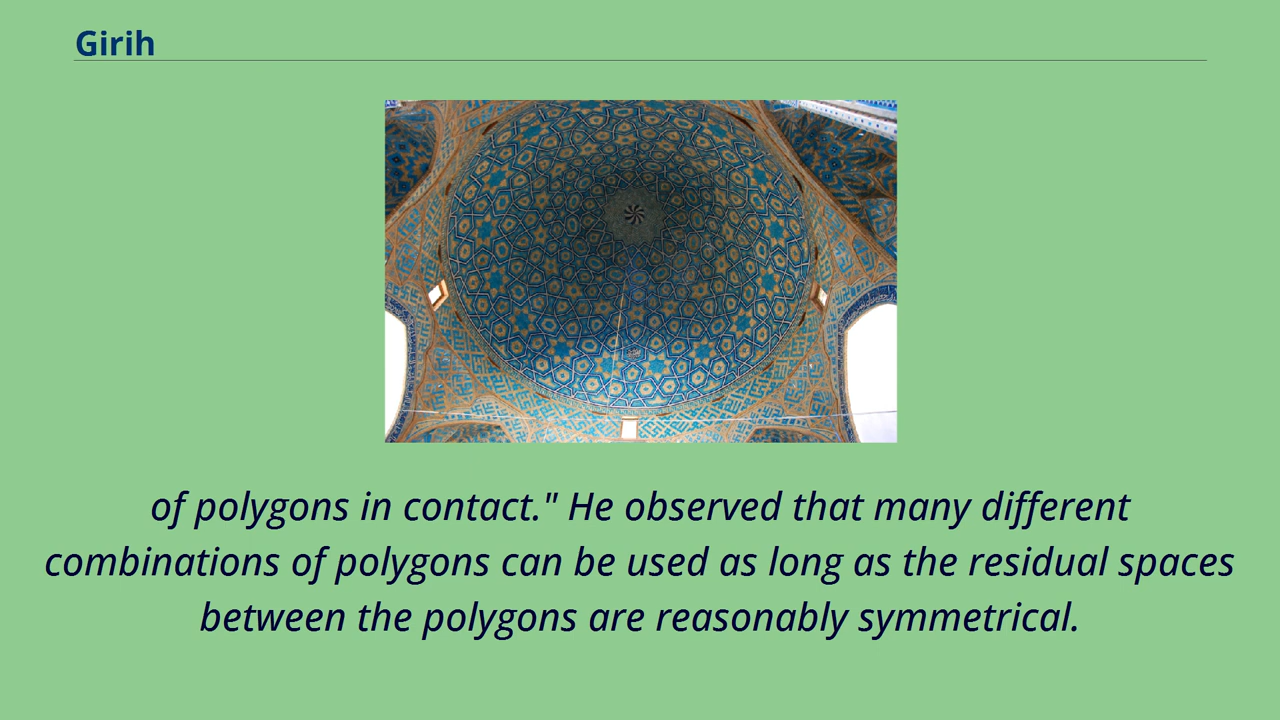 Girih
of polygons in contact." He observed that many different
combinations of polygons can be used as long as the residual spaces
between the polygons are reasonably symmetrical.